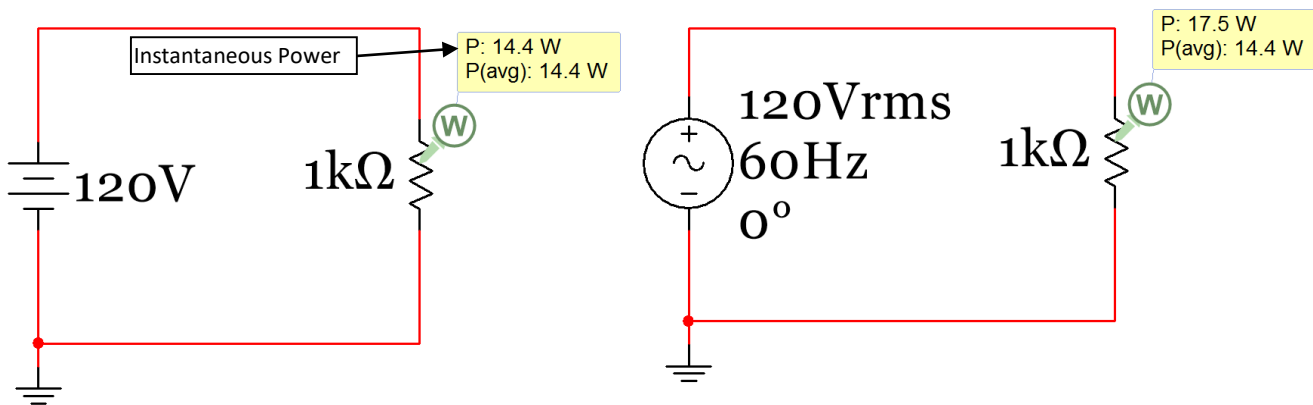 Instantaneous Power
P: 14.4 W
P(avg): 14.4 W
W
120V
1kΩ
P: 17.5 W
P(avg): 14.4 W
W
120Vrms
60Hz
0°
1kΩ